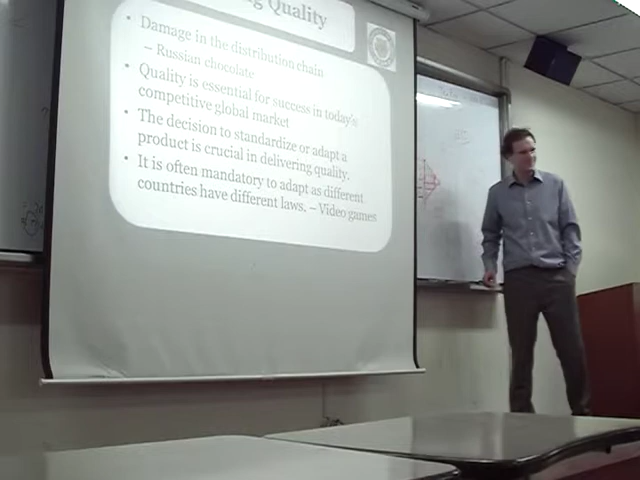 Quality
• Damage in the distribution chain
– Russian chocolate
• Quality is essential for success in today's
competitive global market
• The decision to standardize or adapt a
product is crucial in delivering quality.
• It is often mandatory to adapt as different
countries have different laws. – Video games